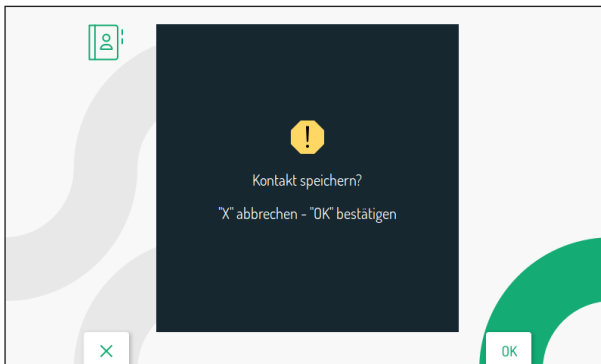 Kontakt speichern?
"X" abbrechen - "OK" bestätigen
OK